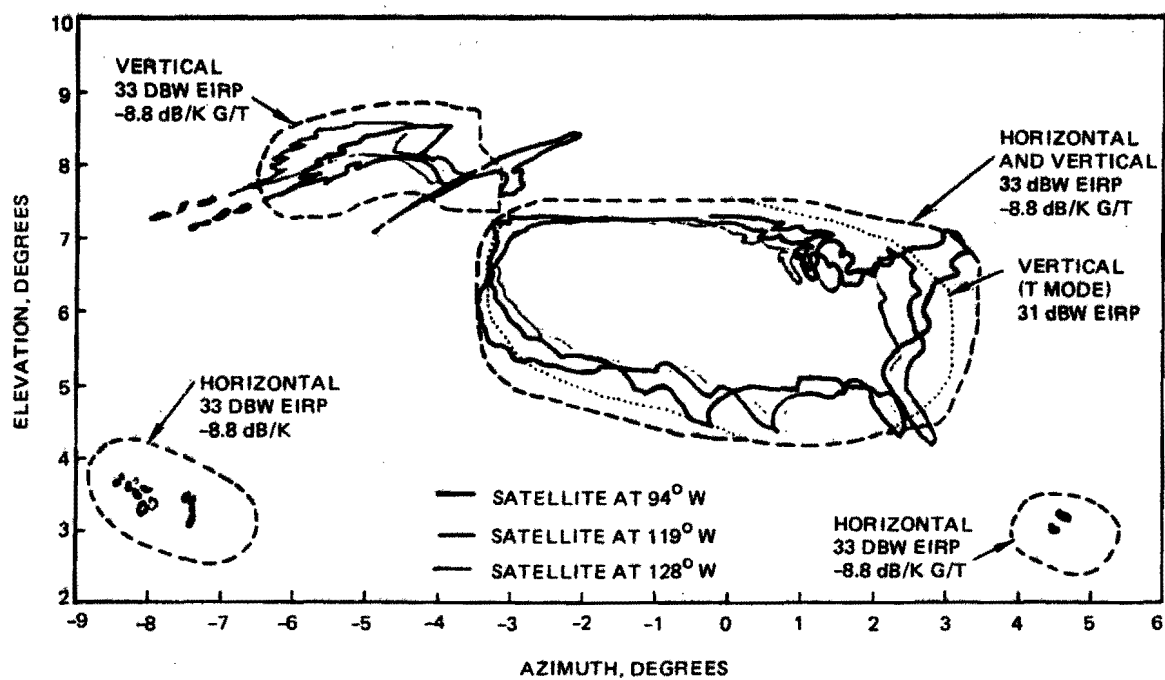 10
9
8
7
6
5
4
3
2
ELEVATION, DEGREES
VERTICAL
33 DBW EIRP
-8.8 dB/K G/T
HORIZONTAL
AND VERTICAL
33 dBW EIRP
-8.8 dB/K G/T
VERTICAL
(T MODE)
31 dBW EIRP
HORIZONTAL
33 DBW EIRP
-8.8 dB/K
SATELLITE AT 94° W
SATELLITE AT 119° W
SATELLITE AT 128° W
HORIZONTAL
33 DBW EIRP
-8.8 dB/K G/T
-9 -8 -7 -6 -5 -4 -3 -2 -1 0 1 2 3 4 5 6
AZIMUTH, DEGREES